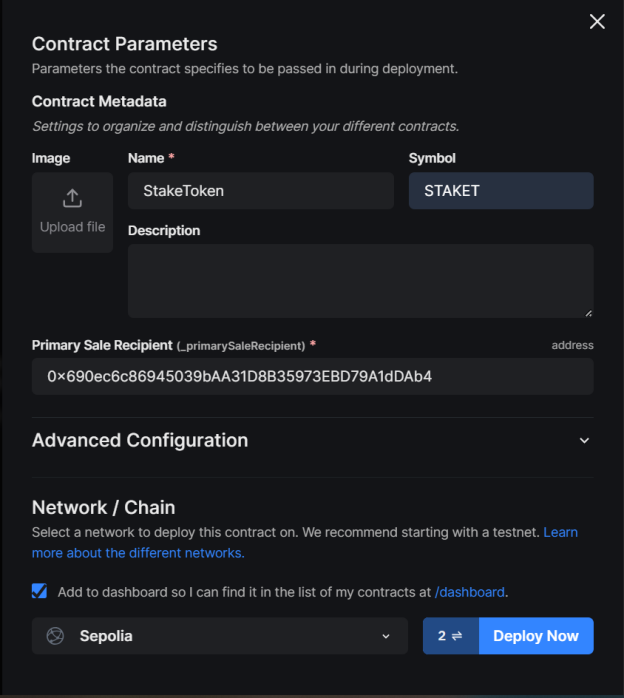 Contract Parameters
Parameters the contract specifies to be passed in during deployment.
Contract Metadata
Settings to organize and distinguish between your different contracts.
Image
Name *
Symbol
Upload file
StakeToken
STAKET
Description
Primary Sale Recipient (_primarySaleRecipient) *
address
0x690ec6c86945039bAA31D8B35973EBD79A1dDAb4
Advanced Configuration
Network / Chain
Select a network to deploy this contract on. We recommend starting with a testnet. Learn
more about the different networks.
Add to dashboard so I can find it in the list of my contracts at /dashboard.
Sepolia
2 ⇌
Deploy Now